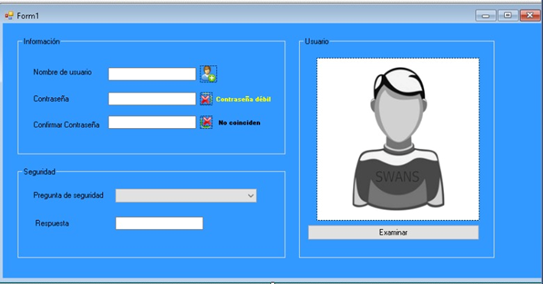 Form1
Información
Nombre de usuario
Contraseña
Contraseña débil
Confirmar Contraseña
No coinciden
Seguridad
Pregunta de seguridad
Respuesta
Usuario
SWANS
Examinar